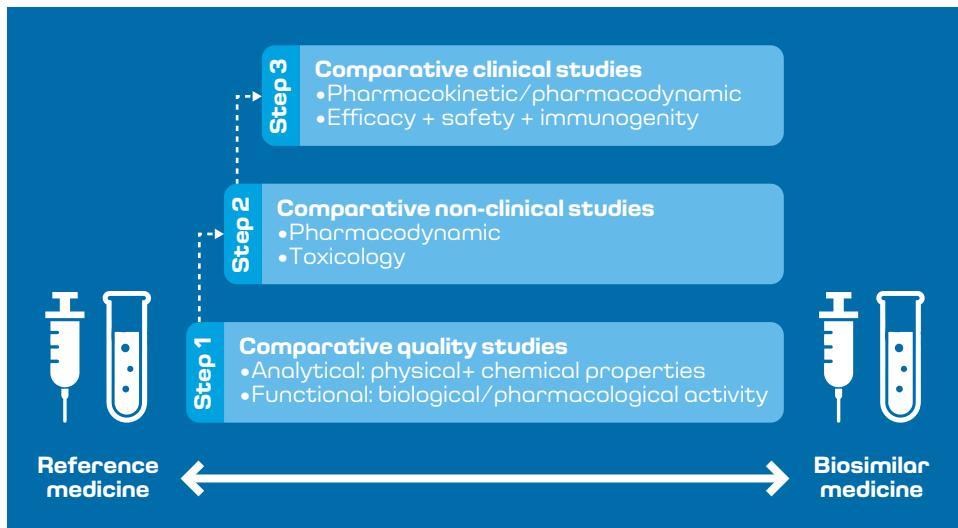 Step 3
Comparative clinical studies
•Pharmacokinetic/pharmacodynamic
•Efficacy + safety + immunogenity
Step 2
Comparative non-clinical studies
•Pharmacodynamic
•Toxicology
Step 1
Comparative quality studies
•Analytical: physical+ chemical properties
•Functional: biological/pharmacological activity
Reference
medicine
Biosimilar
medicine